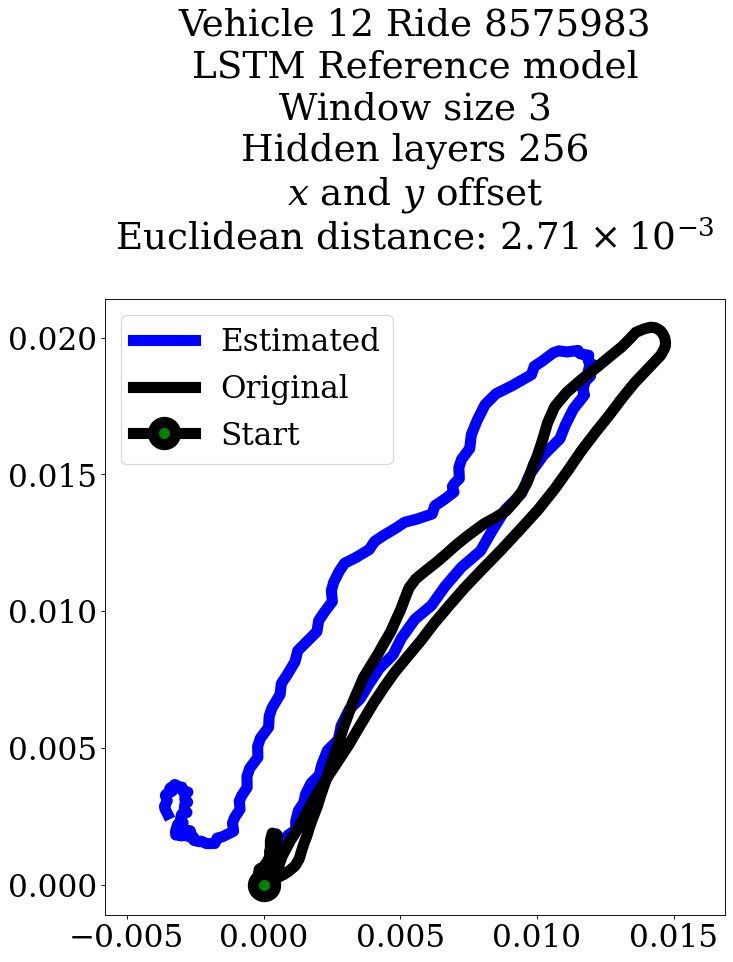 Vehicle 12 Ride 8575983
LSTM Reference model
Window size 3
Hidden layers 256
x and y offset
Euclidean distance: 2.71 × 10⁻³
Estimated
Original
Start
0.020
0.015
0.010
0.005
0.000
−0.005 0.000 0.005 0.010 0.015